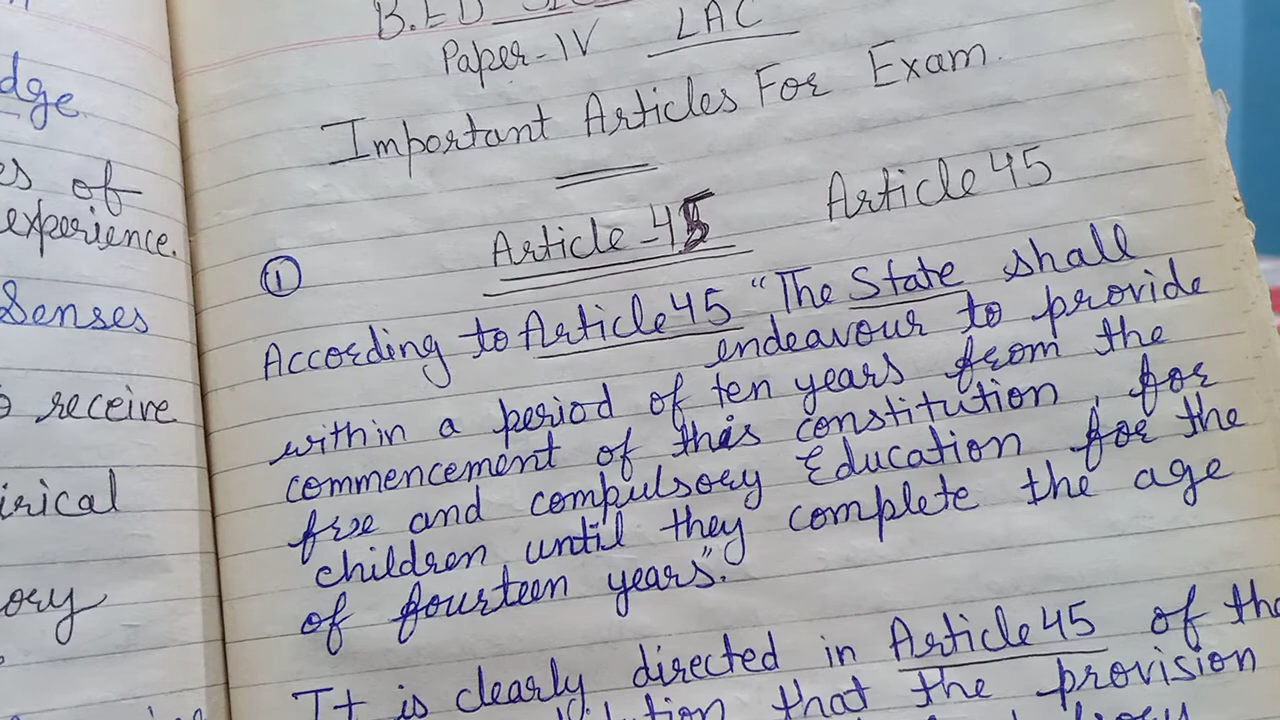 dge
es of
experience.
Senses
receive
irical
ory
B.ED
Paper-IV LAC
Important Articles For Exam.
Article-45 Article 45
① According to Article 45 "The State shall
endeavour to provide
within a period of ten years from the
commencement of this constitution, for
free and compulsory Education for the
children until they complete the age
of fourteen years".
It is clearly directed in Article 45 of the
that the provision